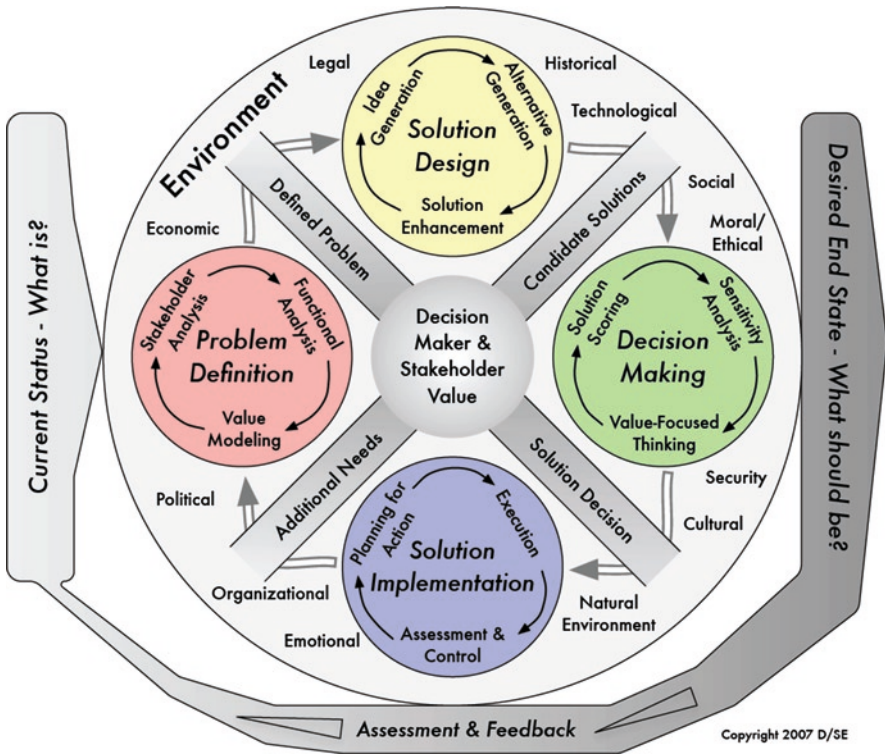 Environment
Legal
Historical
Technological
Social
Moral/
Ethical
Security
Cultural
Natural
Environment
Emotional
Organizational
Political
Economic
Current Status - What is?
Desired End State - What should be?
Idea
Generation
Alternative
Generation
Solution
Design
Solution
Enhancement
Defined Problem
Candidate Solutions
Stakeholder
Analysis
Functional
Analysis
Problem
Definition
Value
Modeling
Decision
Maker &
Stakeholder
Value
Solution
Scoring
Sensitivity
Analysis
Decision
Making
Value-Focused
Thinking
Additional Needs
Solution Decision
Planning for
Action
Execution
Solution
Implementation
Assessment &
Control
Assessment & Feedback
Copyright 2007 D/SE